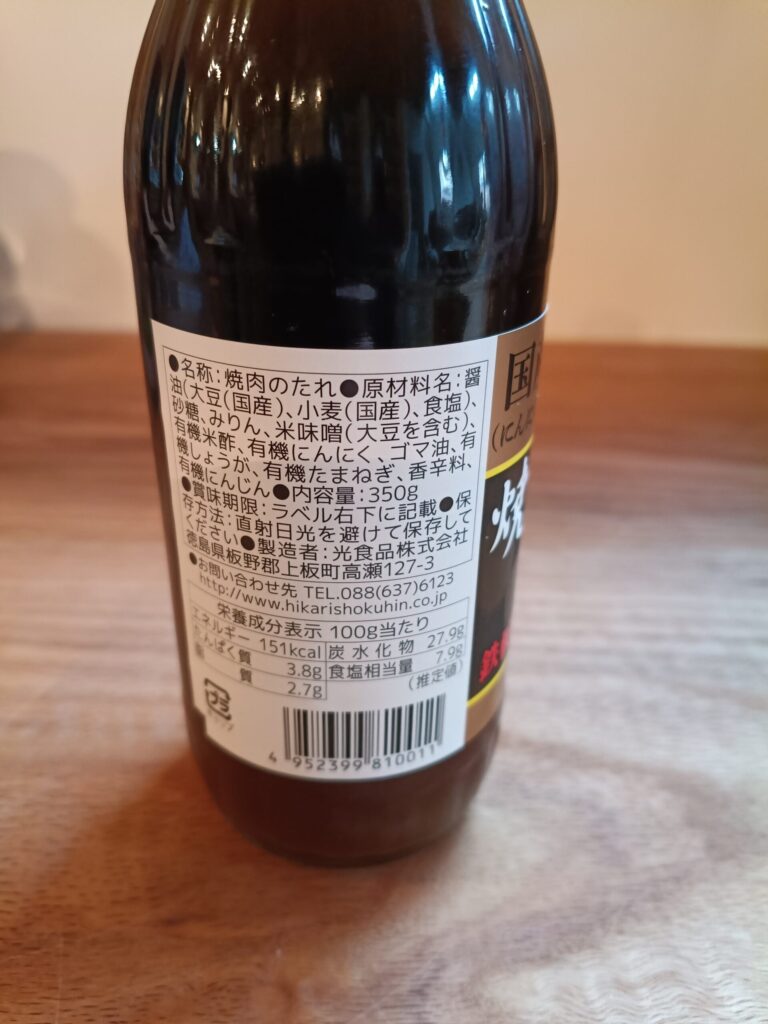 ●名称:焼肉のたれ●原材料名:醤
油(大豆(国産)、小麦(国産)、食塩)、
砂糖、みりん、米味噌(大豆を含む)、
有機米酢、有機にんにく、ゴマ油、有
機しょうが、有機たまねぎ、香辛料、
有機にんじん●内容量:350g
●賞味期限:ラベル右下に記載●保
存方法:直射日光を避けて保存して
ください●製造者:光食品株式会社
徳島県板野郡上板町高瀬127-3
●お問い合わせ先 TEL.088(637)6123
http://www.hikarishokuhin.co.jp
栄養成分表示 100g当たり
エネルギー 151kcal 炭水化物 27.9g
たんぱく質 3.8g 食塩相当量 7.9g
質 2.7g (推定値)
プラ
4 952399 810011
国
(にんに
焼
鉄